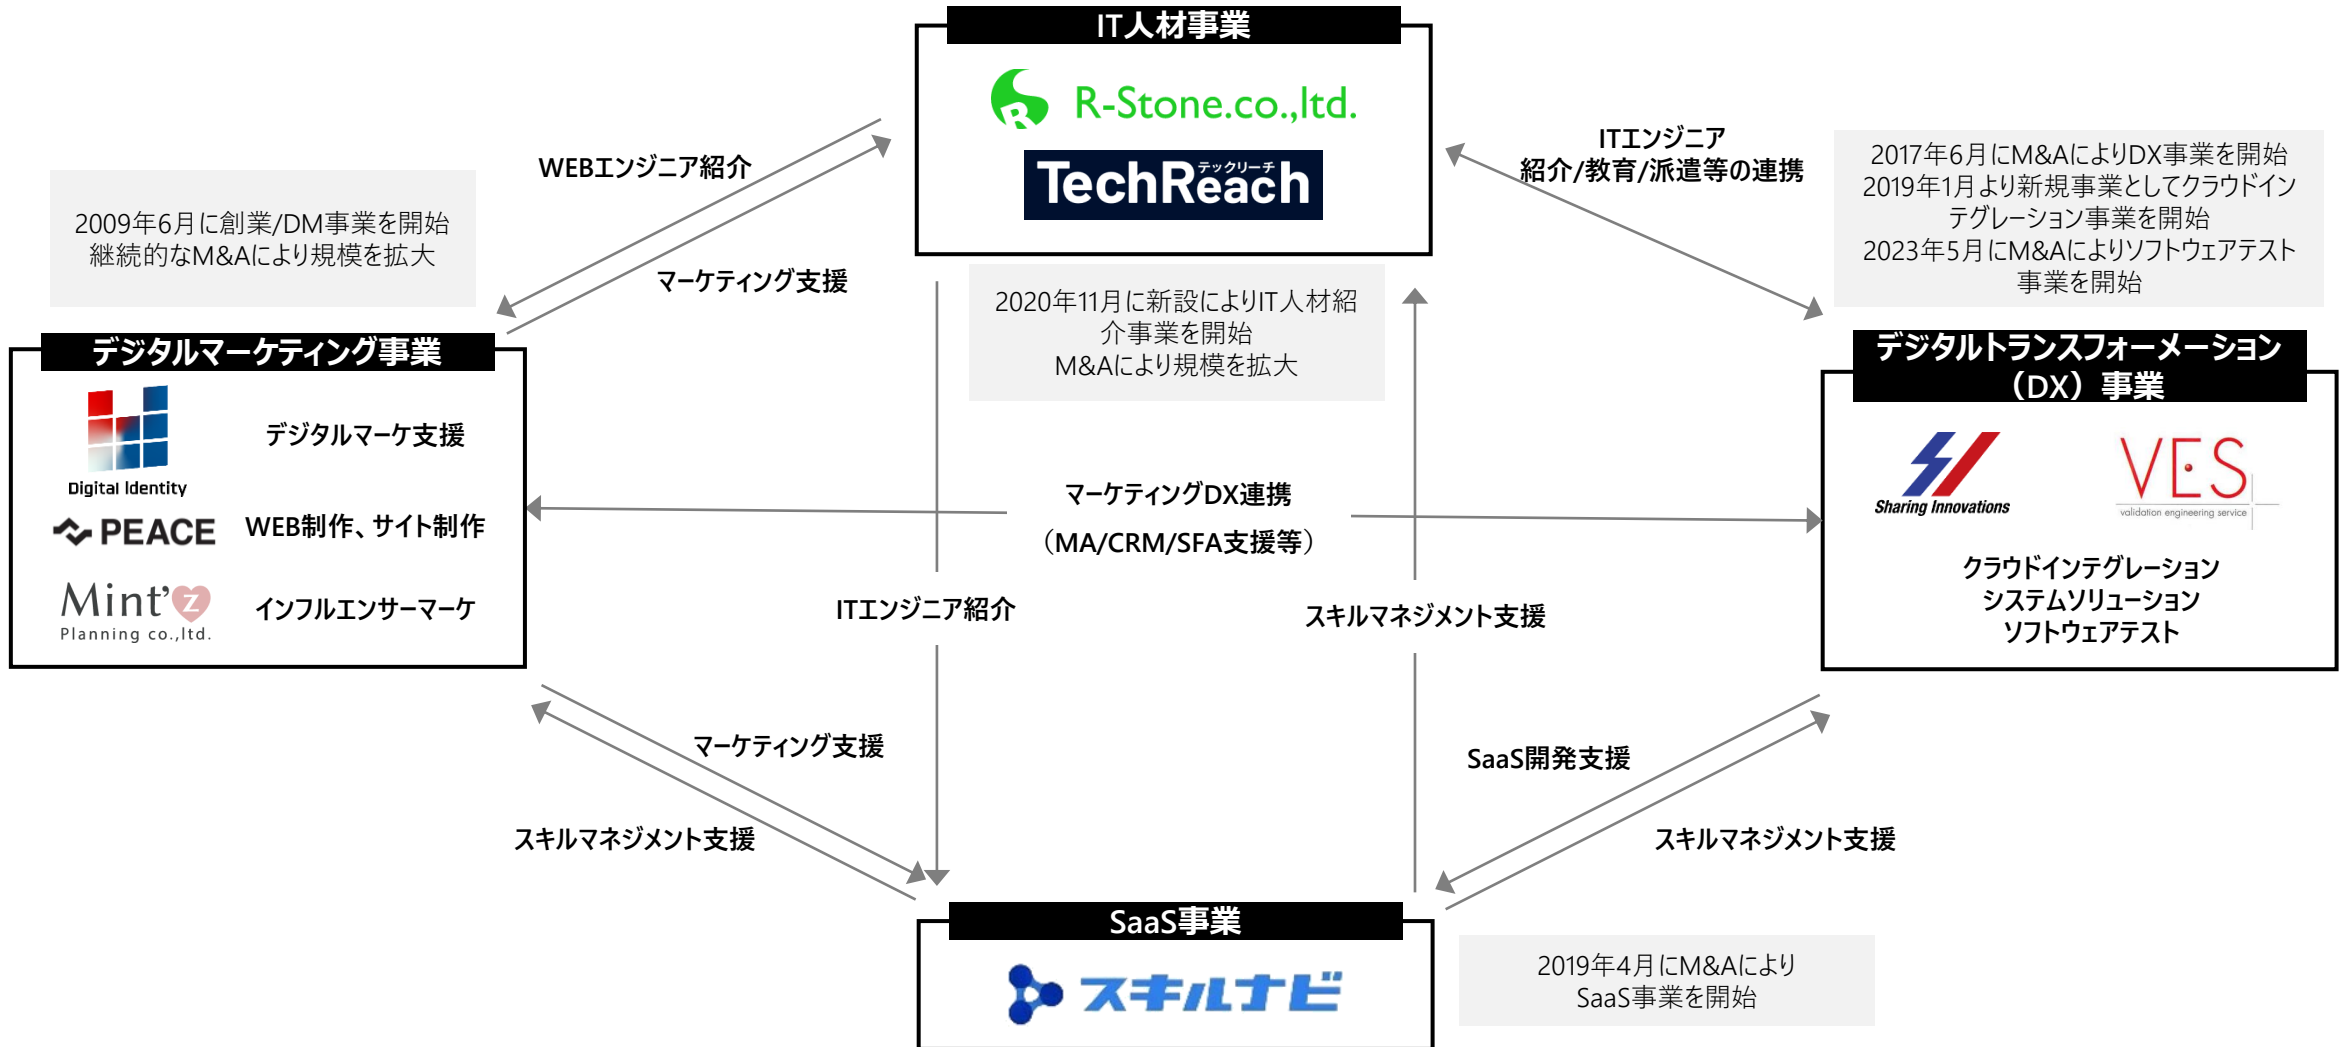 IT人材事業
R-Stone.co.,ltd.
テックリーチ
TechReach
WEBエンジニア紹介
マーケティング支援
ITエンジニア
紹介/教育/派遣等の連携
2009年6月に創業/DM事業を開始
継続的なM&Aにより規模を拡大
2020年11月に新設によりIT人材紹
介事業を開始
M&Aにより規模を拡大
2017年6月にM&AによりDX事業を開始
2019年1月より新規事業としてクラウドイン
テグレーション事業を開始
2023年5月にM&Aによりソフトウェアテスト
事業を開始
デジタルマーケティング事業
Digital Identity
デジタルマーケ支援
PEACE
WEB制作、サイト制作
Mint'z
Planning co.,ltd.
インフルエンサーマーケ
マーケティングDX連携
（MA/CRM/SFA支援等）
デジタルトランスフォーメーション
（DX）事業
Sharing Innovations
VES
validation engineering service
クラウドインテグレーション
システムソリューション
ソフトウェアテスト
ITエンジニア紹介
スキルマネジメント支援
マーケティング支援
スキルマネジメント支援
SaaS開発支援
スキルマネジメント支援
SaaS事業
スキルナビ
2019年4月にM&Aにより
SaaS事業を開始